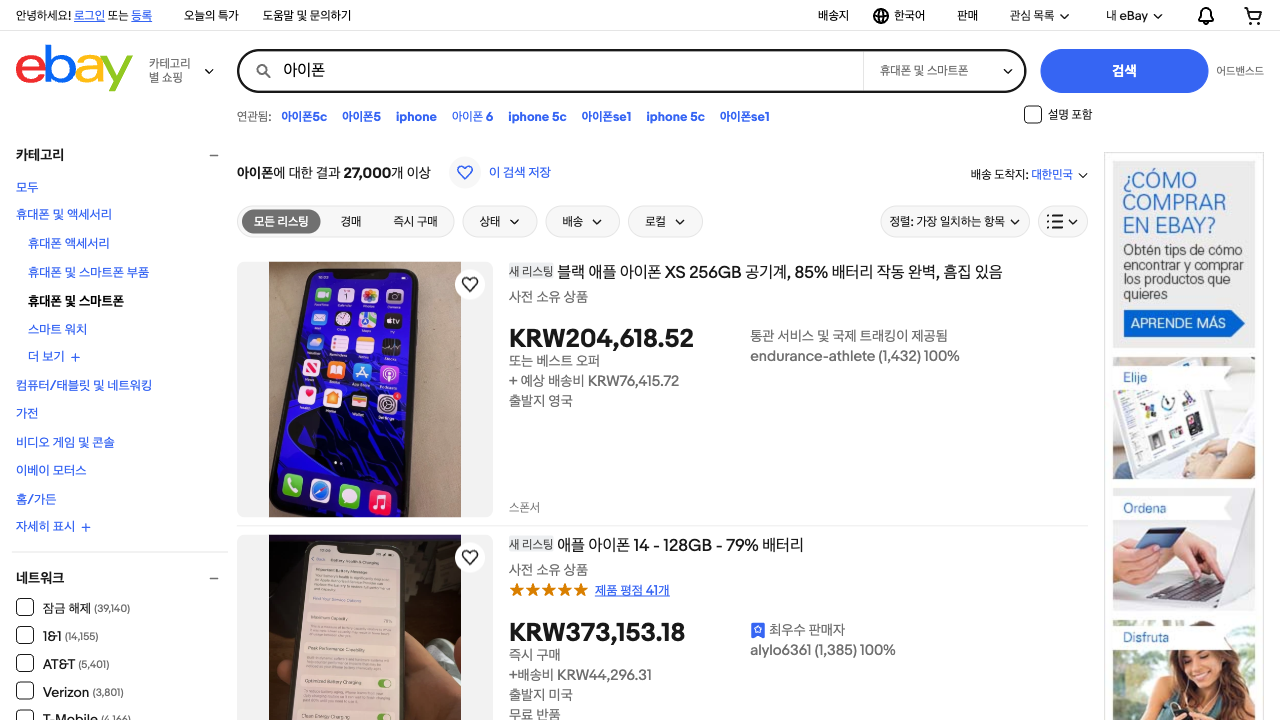 안녕하세요! 로그인 또는 등록
오늘의 특가
도움말 및 문의하기
배송지
한국어
판매
관심 목록
내 eBay
ebay
카테고리
별 쇼핑
아이폰
휴대폰 및 스마트폰
검색
어드밴스드
연관됨: 아이폰5c 아이폰5 iphone 아이폰 6 iphone 5c 아이폰se1 iphone 5c 아이폰se1
설명 포함
카테고리
모두
휴대폰 및 액세서리
휴대폰 액세서리
휴대폰 및 스마트폰 부품
휴대폰 및 스마트폰
스마트 워치
더 보기
컴퓨터/태블릿 및 네트워킹
가전
비디오 게임 및 콘솔
이베이 모터스
홈/가든
자세히 표시
네트워크
잠금 해제 (39,140)
1&1 (14,155)
AT&T (5,401)
Verizon (3,801)
T-Mobile (4,166)
아이폰에 대한 결과 27,000개 이상
이 검색 저장
배송 도착지: 대한민국
모든 리스팅
경매
즉시 구매
상태
배송
로컬
정렬: 가장 일치하는 항목
새 리스팅 블랙 애플 아이폰 XS 256GB 공기계, 85% 배터리 작동 완벽, 흠집 있음
사전 소유 상품
KRW204,618.52
또는 베스트 오퍼
+ 예상 배송비 KRW76,415.72
출발지 영국
통관 서비스 및 국제 트래킹이 제공됨
endurance-athlete (1,432) 100%
스폰서
새 리스팅 애플 아이폰 14 - 128GB - 79% 배터리
사전 소유 상품
제품 평점 41개
KRW373,153.18
즉시 구매
+배송비 KRW44,296.31
출발지 미국
무료 반품
최우수 판매자
alylo6361 (1,385) 100%
¿CÓMO
COMPRAR
EN EBAY?
Obtén tips de cómo
encontrar y comprar
los productos que
quieres
APRENDE MÁS
Elije
Ordena
Disfruta